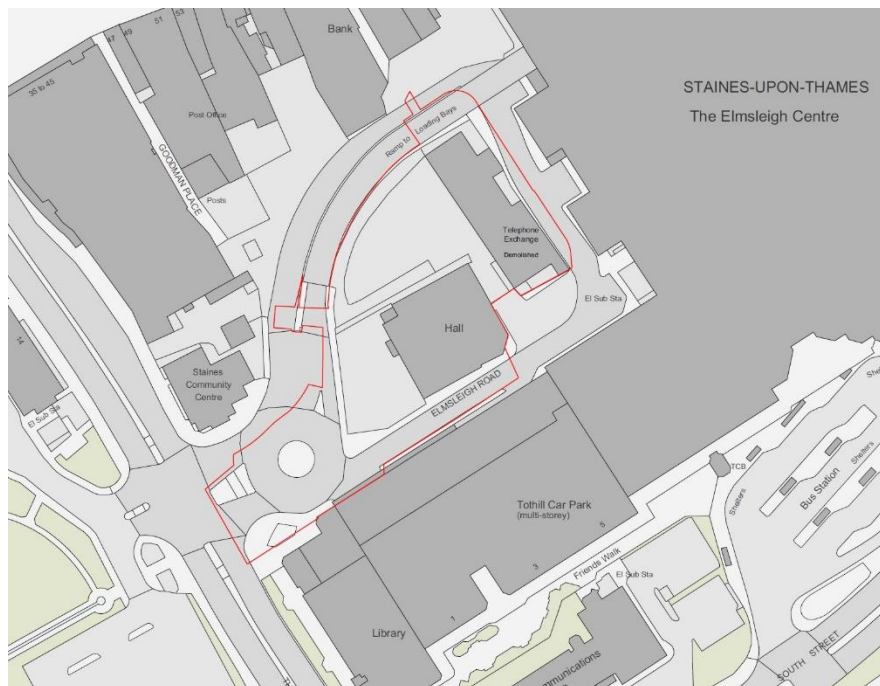 51
53
47
49
35 to 45
Bank
STAINES-UPON-THAMES
The Elmsleigh Centre
Post Office
Ramp to Loading Bays
GOODMAN PLACE
Posts
Telephone
Exchange
Demolished
El Sub Sta
Hall
14
Staines
Community
Centre
ELMSLEIGH ROAD
El Sub Sta
Shelters
TCB
Bus Station
Shelters
Shelters
Tothill Car Park
(multi-storey)
5
3
1
Friends Walk
El Sub Sta
Library
SOUTH STREET